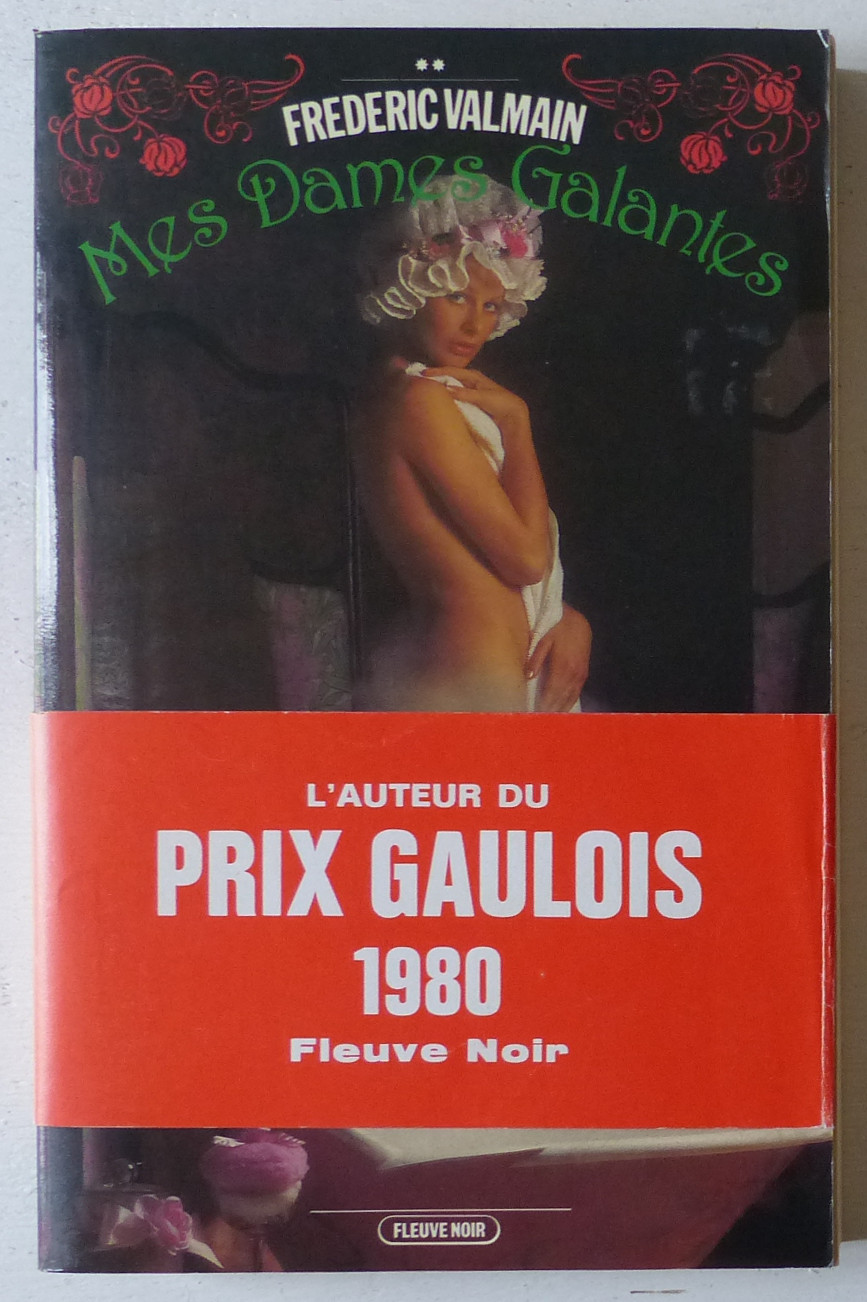 **
FREDERIC VALMAIN
Mes Dames Galantes
L'AUTEUR DU
PRIX GAULOIS
1980
Fleuve Noir
FLEUVE NOIR